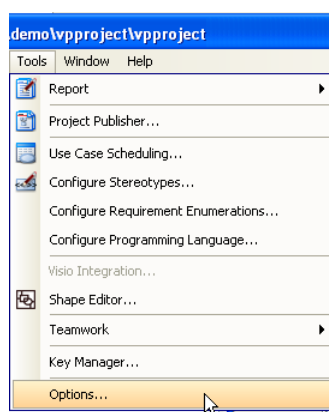 demo\vpproject\vpproject
Tools Window Help
Report
Project Publisher...
Use Case Scheduling...
Configure Stereotypes...
Configure Requirement Enumerations...
Configure Programming Language...
Visio Integration...
Shape Editor...
Teamwork
Key Manager...
Options...